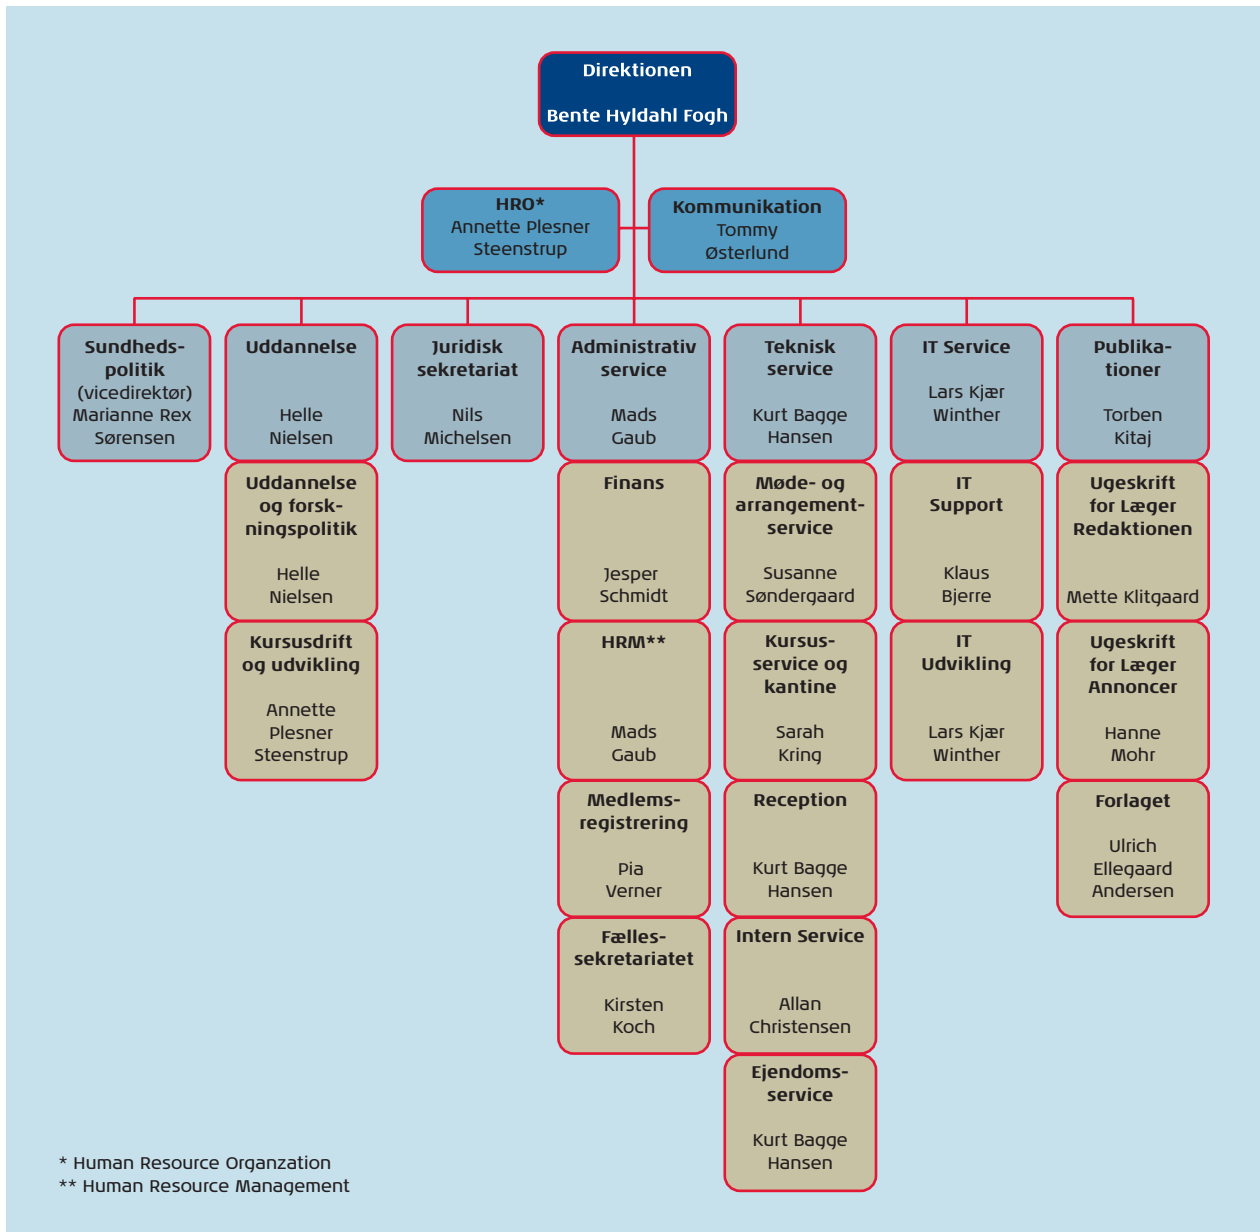 Direktionen
Bente Hyldahl Fogh
HRO*
Annette Plesner
Steenstrup
Kommunikation
Tommy
Østerlund
Sundheds-
politik
(vicedirektør)
Marianne Rex
Sørensen
Uddannelse
Helle
Nielsen
Juridisk
sekretariat
Nils
Michelsen
Administrativ
service
Mads
Gaub
Teknisk
service
Kurt Bagge
Hansen
IT Service
Lars Kjær
Winther
Publika-
tioner
Torben
Kitaj
Uddannelse
og forsk-
ningspolitik
Helle
Nielsen
Finans
Jesper
Schmidt
Møde- og
arrangement-
service
Susanne
Søndergaard
IT
Support
Klaus
Bjerre
Ugeskrift
for Læger
Redaktionen
Mette Klitgaard
Kursusdrift
og udvikling
Annette
Plesner
Steenstrup
HRM**
Mads
Gaub
Kursus-
service og
kantine
Sarah
Kring
IT
Udvikling
Lars Kjær
Winther
Ugeskrift
for Læger
Annoncer
Hanne
Mohr
Medlems-
registrering
Pia
Verner
Reception
Kurt Bagge
Hansen
Forlaget
Ulrich
Ellegaard
Andersen
Fælles-
sekretariatet
Kirsten
Koch
Intern Service
Allan
Christensen
Ejendoms-
service
Kurt Bagge
Hansen
* Human Resource Organzation
** Human Resource Management